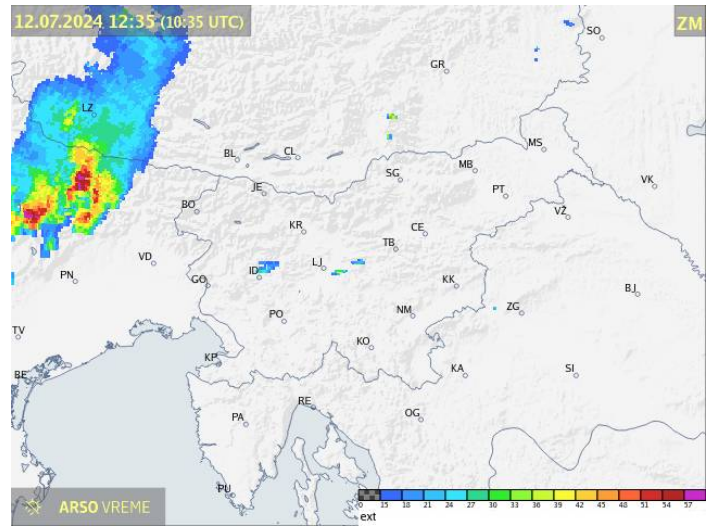 12.07.2024 12:35 (10:35 UTC)
ZM
SO
GR
LZ
MS
BL
CL
MB
SG
VK
JE
PT
BO
VŽ
KR
CE
TB
VD
LJ
ID
PN
GO
KK
BJ
NM
ZG
PO
TV
KO
KP
BE
KA
SI
RE
PA
OG
PU
ARSO VREME
0 15 18 21 24 27 30 33 36 39 42 45 48 51 54 57
ext